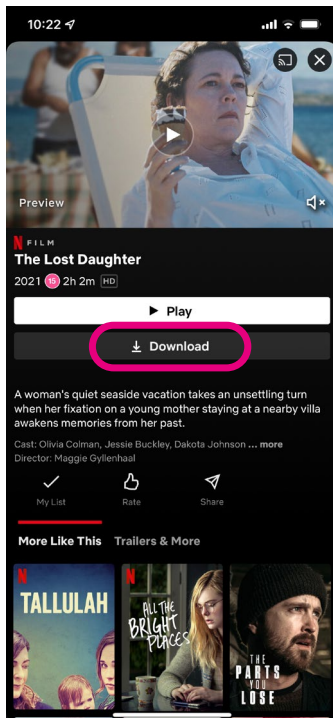 10:22
Preview
N FILM
The Lost Daughter
2021 15 2h 2m HD
Play
Download
A woman's quiet seaside vacation takes an unsettling turn
when her fixation on a young mother staying at a nearby villa
awakens memories from her past.
Cast: Olivia Colman, Jessie Buckley, Dakota Johnson ... more
Director: Maggie Gyllenhaal
My List Rate Share
More Like This Trailers & More
N
TALLULAH
N
ALL THE
BRIGHT
PLACES
THE
PARTS
YOU
LOSE